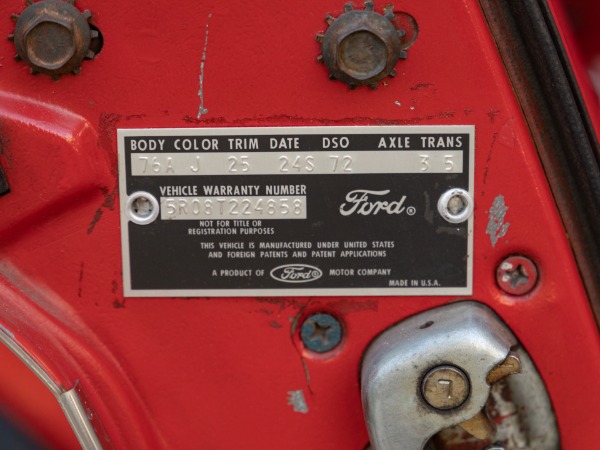 BODY COLOR TRIM DATE DSO AXLE TRANS
76A J 25 24S 72 3 5
VEHICLE WARRANTY NUMBER
5R08T224858
Ford®
NOT FOR TITLE OR
REGISTRATION PURPOSES
THIS VEHICLE IS MANUFACTURED UNDER UNITED STATES
AND FOREIGN PATENTS AND PATENT APPLICATIONS
A PRODUCT OF Ford® MOTOR COMPANY
MADE IN U.S.A.
7